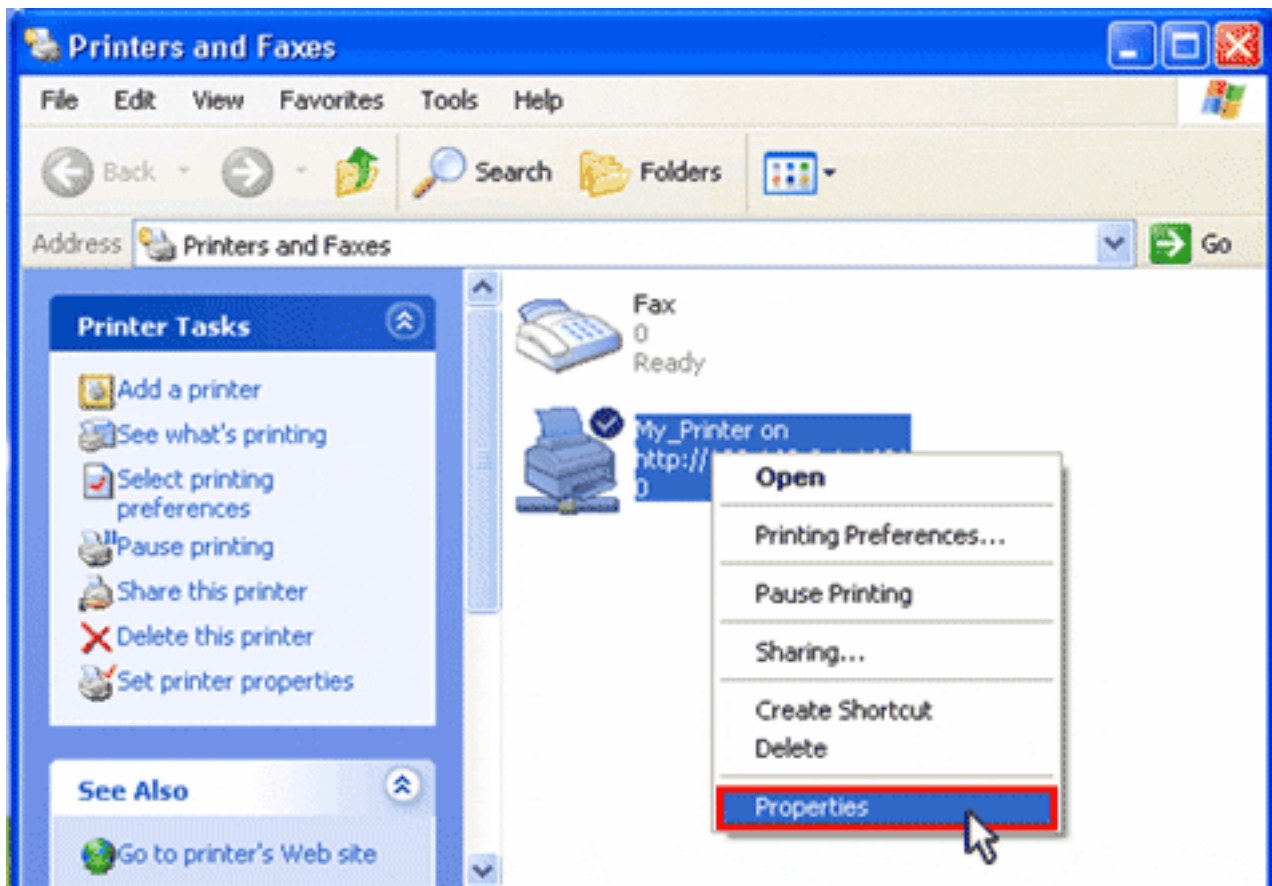 Printers and Faxes
File Edit View Favorites Tools Help
Back Search Folders
Address Printers and Faxes Go
Printer Tasks
Add a printer
See what's printing
Select printing
preferences
Pause printing
Share this printer
Delete this printer
Set printer properties
See Also
Go to printer's Web site
Fax
0
Ready
My_Printer on
http://
0
Open
Printing Preferences...
Pause Printing
Sharing...
Create Shortcut
Delete
Properties